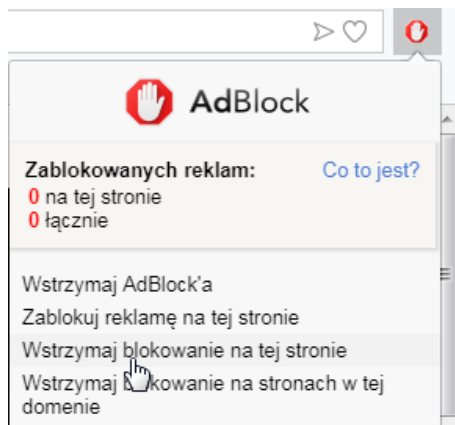 AdBlock
Zablokowanych reklam: Co to jest?
0 na tej stronie
0 łącznie
Wstrzymaj AdBlock'a
Zablokuj reklamę na tej stronie
Wstrzymaj blokowanie na tej stronie
Wstrzymaj blokowanie na stronach w tej
domenie